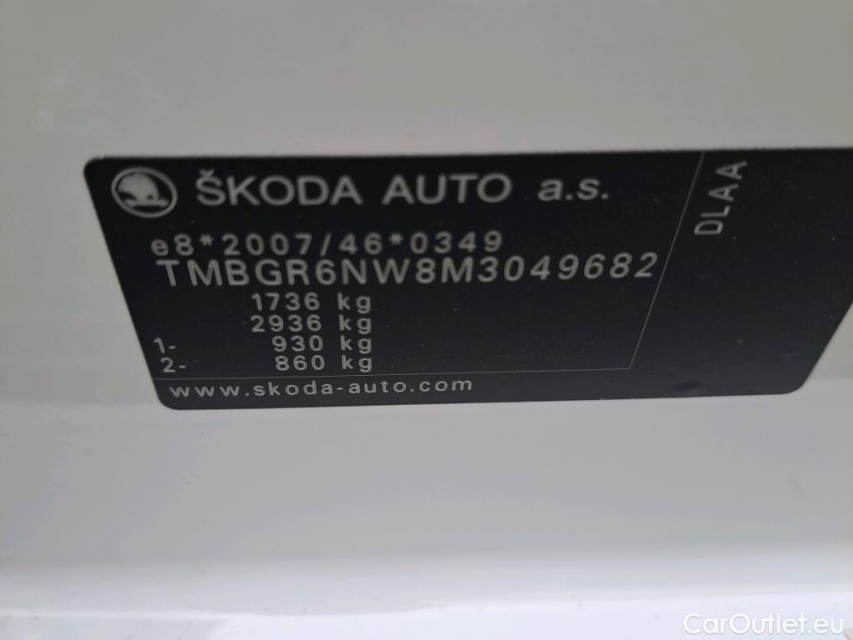 ŠKODA AUTO a.s.
DLAA
e8*2007/46*0349
TMBGR6NW8M3049682
1736 kg
2936 kg
1- 930 kg
2- 860 kg
www.skoda-auto.com
CarOutlet.eu